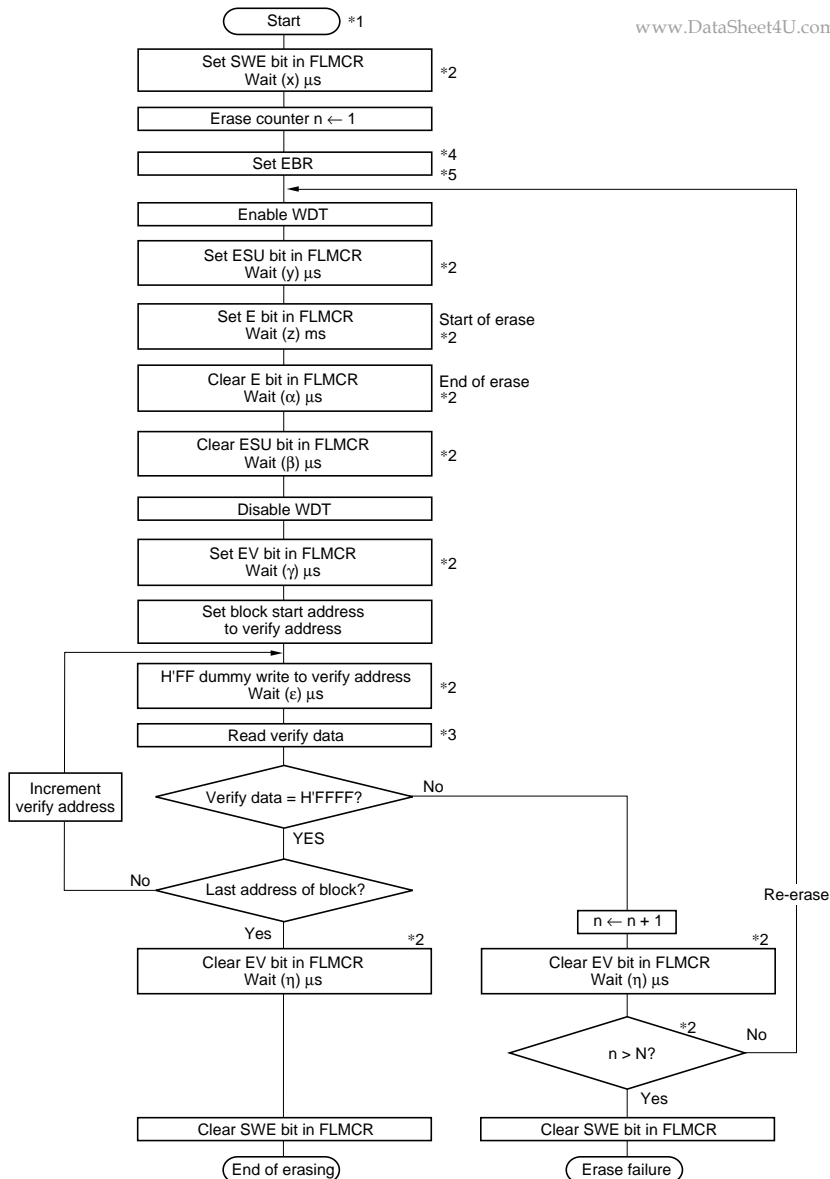 www.DataSheet4U.com
Start *1
Set SWE bit in FLMCR
Wait (x) μs
*2
Erase counter n ← 1
Set EBR
*4
*5
Enable WDT
Set ESU bit in FLMCR
Wait (y) μs
*2
Set E bit in FLMCR
Wait (z) ms
Start of erase
*2
Clear E bit in FLMCR
Wait (α) μs
End of erase
*2
Clear ESU bit in FLMCR
Wait (β) μs
*2
Disable WDT
Set EV bit in FLMCR
Wait (γ) μs
*2
Set block start address
to verify address
H'FF dummy write to verify address
Wait (ε) μs
*2
Read verify data
*3
Increment
verify address
Verify data = H'FFFF?
No
YES
Last address of block?
No
Yes
Re-erase
n ← n + 1
*2
Clear EV bit in FLMCR
Wait (η) μs
*2
Clear EV bit in FLMCR
Wait (η) μs
*2
n > N?
No
Yes
Clear SWE bit in FLMCR
Clear SWE bit in FLMCR
End of erasing
Erase failure